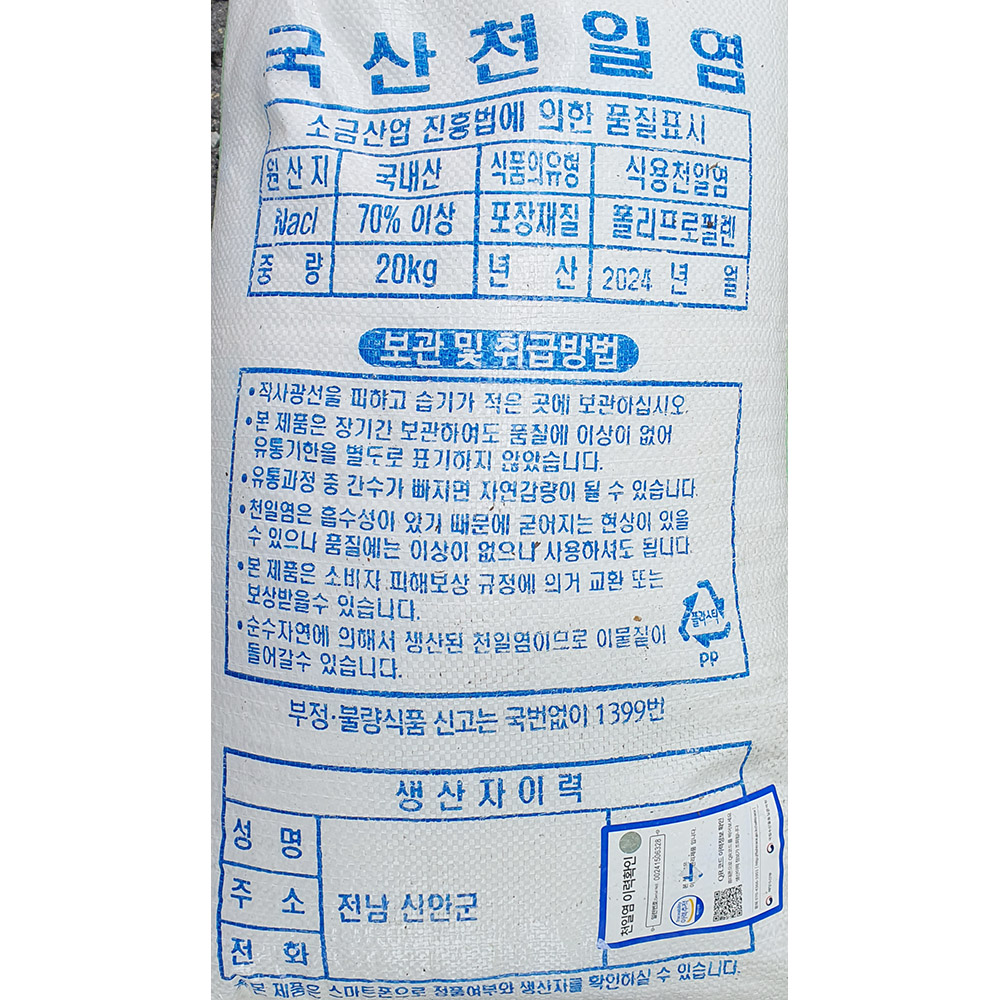 국산천일염
소금산업 진흥법에 의한 품질표시
원산지 국내산 식품의유형 식용천일염
Nacl 70% 이상 포장재질 폴리프로필렌
중량 20kg 년산 2024 년 월
보관 및 취급방법
•직사광선을 피하고 습기가 적은 곳에 보관하십시오.
•본 제품은 장기간 보관하여도 품질에 이상이 없어
유통기한을 별도로 표기하지 않았습니다.
•유통과정 중 간수가 빠지면 자연감량이 될 수 있습니다.
•천일염은 흡수성이 있기 때문에 굳어지는 현상이 있을
수 있으나 품질에는 이상이 없으니 사용하셔도 됩니다.
•본 제품은 소비자 피해보상 규정에 의거 교환 또는
보상받을수 있습니다.
•순수자연에 의해서 생산된 천일염이므로 이물질이
들어갈수 있습니다.
플라스틱
PP
부정·불량식품 신고는 국번없이 1399번
생산자이력
성명
주소 전남 신안군
전화
천일염 이력확인
00241506328
이력추적
QR 코드 이력정보 확인
*본 제품은 스마트폰으로 정품여부와 생산지를 확인하실 수 있습니다.